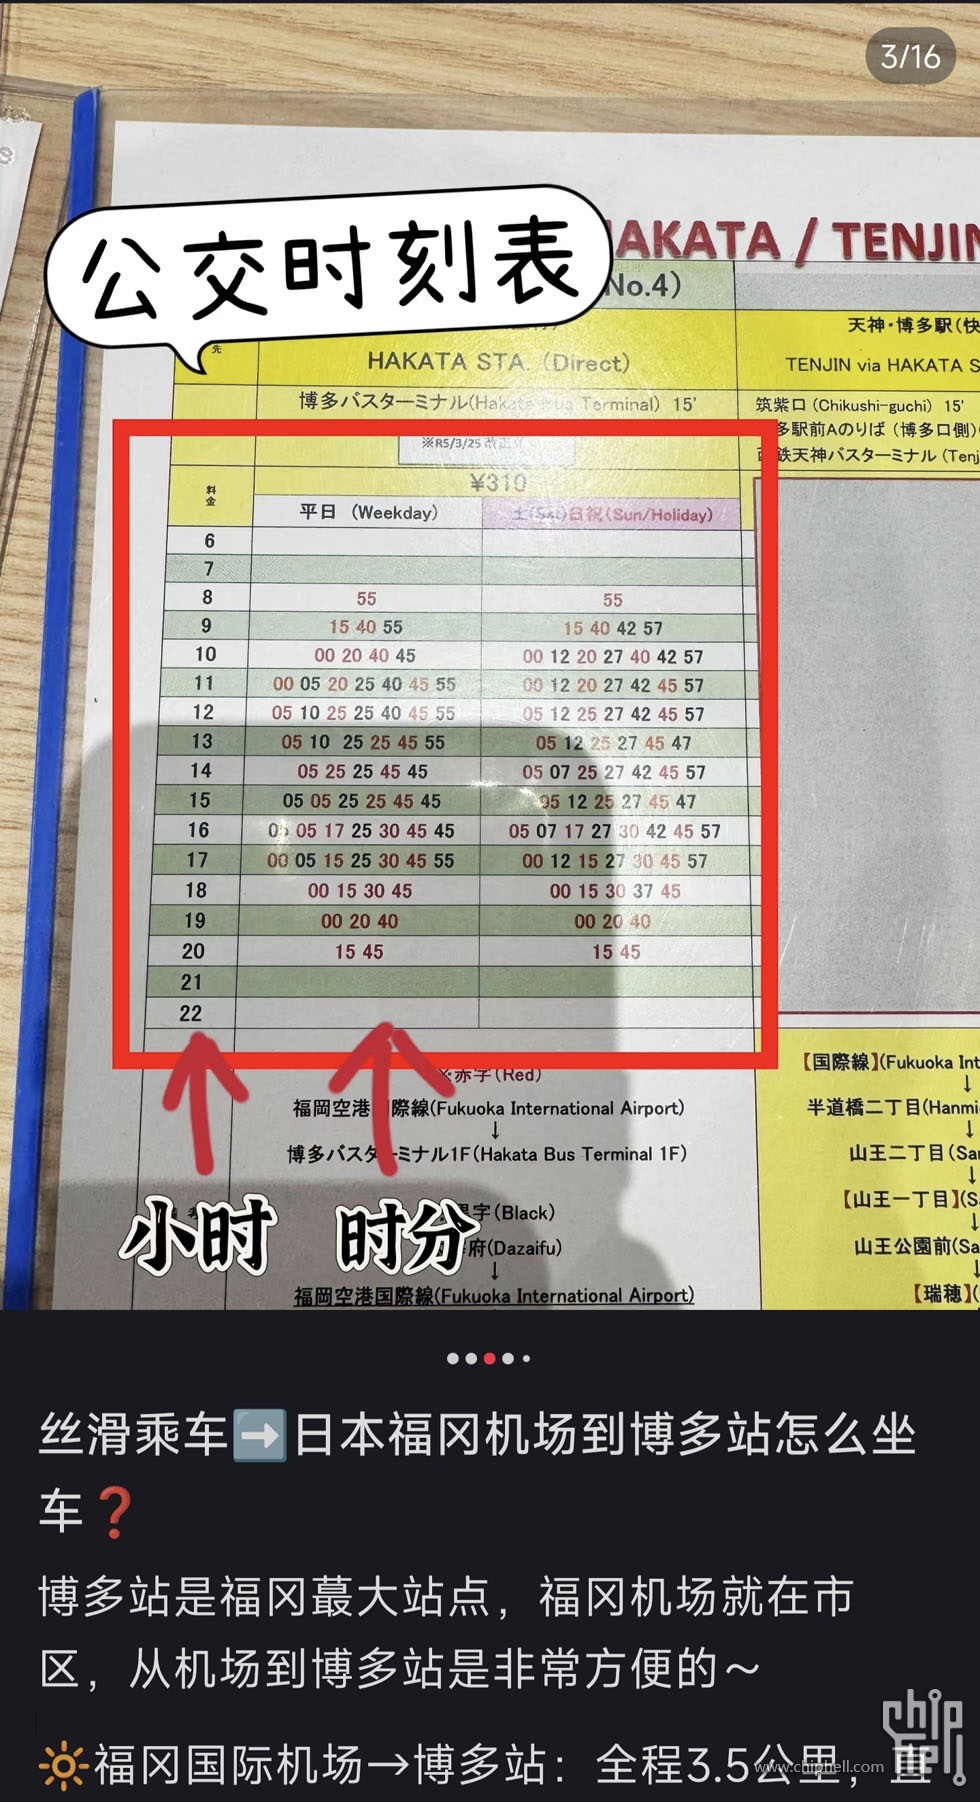 3/16
公交时刻表
HAKATA / TENJIN
No.4)
先
HAKATA STA. (Direct)
天神・博多駅(快
TENJIN via HAKATA S
博多バスターミナル(Hakata Bus Terminal) 15'
筑紫口 (Chikushi-guchi) 15'
多駅前Aのりば (博多口側)
※R5/3/25 改正
鉄天神バスターミナル (Tenj
料金
¥310
平日 (Weekday)
土(Sat)日祝(Sun/Holiday)
6
7
8 55 55
9 15 40 55 15 40 42 57
10 00 20 40 45 00 12 20 27 40 42 57
11 00 05 20 25 40 45 55 00 12 20 27 42 45 57
12 05 10 25 25 40 45 55 05 12 25 27 42 45 57
13 05 10 25 25 45 55 05 12 25 27 45 47
14 05 25 25 45 45 05 07 25 27 42 45 57
15 05 05 25 25 45 45 05 12 25 27 45 47
16 05 05 17 25 30 45 45 05 07 17 27 30 42 45 57
17 00 05 15 25 30 45 55 00 12 15 27 30 45 57
18 00 15 30 45 00 15 30 37 45
19 00 20 40 00 20 40
20 15 45 15 45
21
22
※赤字(Red)
福岡空港国際線(Fukuoka International Airport)
↓
博多バスターミナル1F(Hakata Bus Terminal 1F)
字(Black)
府(Dazaifu)
↓
福岡空港国際線(Fukuoka International Airport)
【国際線】(Fukuoka Int
↓
半道橋二丁目(Hanmi
↓
山王二丁目(Sa
↓
【山王一丁目】(S
↓
山王公園前(Sa
↓
【瑞穂】(
小时 时分
丝滑乘车➡️日本福冈机场到博多站怎么坐
车❓
博多站是福冈蕞大站点，福冈机场就在市
区，从机场到博多站是非常方便的～
🔆福冈国际机场→博多站：全程3.5公里，直
chip hell
www.chiphell.com